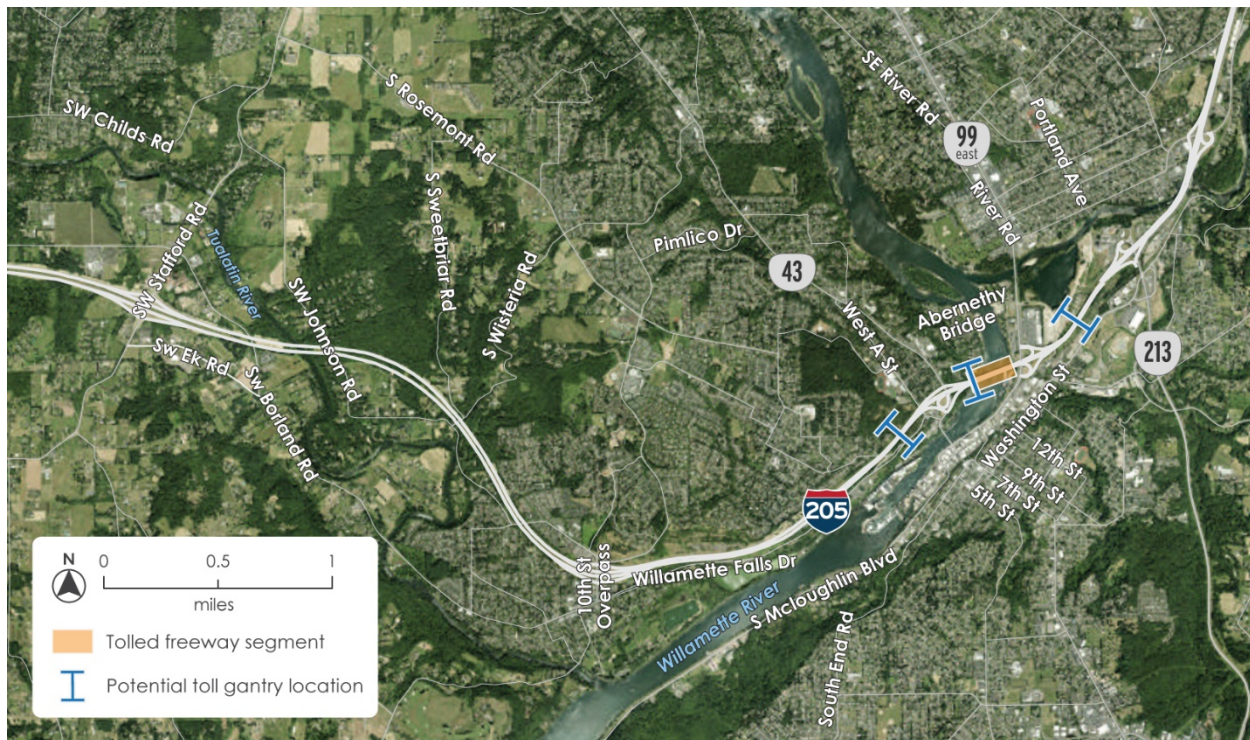 SE River Rd
Portland Ave
99
east
River Rd
S Rosemont Rd
SW Childs Rd
S Sweetbriar Rd
SW Stafford Rd
Tualatin River
Pimlico Dr
43
S Wisteria Rd
SW Johnson Rd
West A St
Abernethy
Bridge
213
Sw Ek Rd
Sw Borland Rd
Washington St
12th St
9th St
7th St
5th St
205
10th St
Overpass
Willamette Falls Dr
Willamette River
S Mcloughlin Blvd
South End Rd
N
0 0.5 1
miles
Tolled freeway segment
Potential toll gantry location